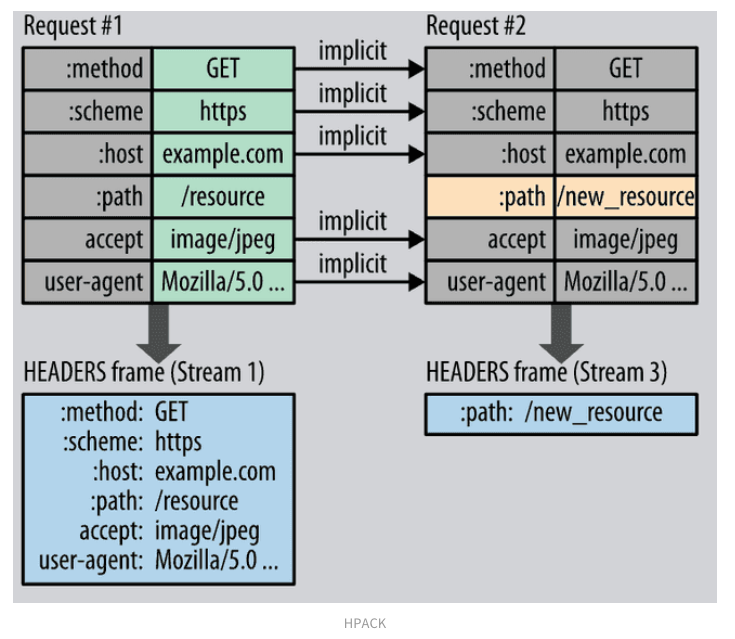 Request #1
:method GET
:scheme https
:host example.com
:path /resource
accept image/jpeg
user-agent Mozilla/5.0 ...
implicit
implicit
implicit
implicit
implicit
Request #2
:method GET
:scheme https
:host example.com
:path /new_resource
accept image/jpeg
user-agent Mozilla/5.0 ...
HEADERS frame (Stream 1)
:method: GET
:scheme: https
:host: example.com
:path: /resource
accept: image/jpeg
user-agent: Mozilla/5.0 ...
HEADERS frame (Stream 3)
:path: /new_resource
HPACK